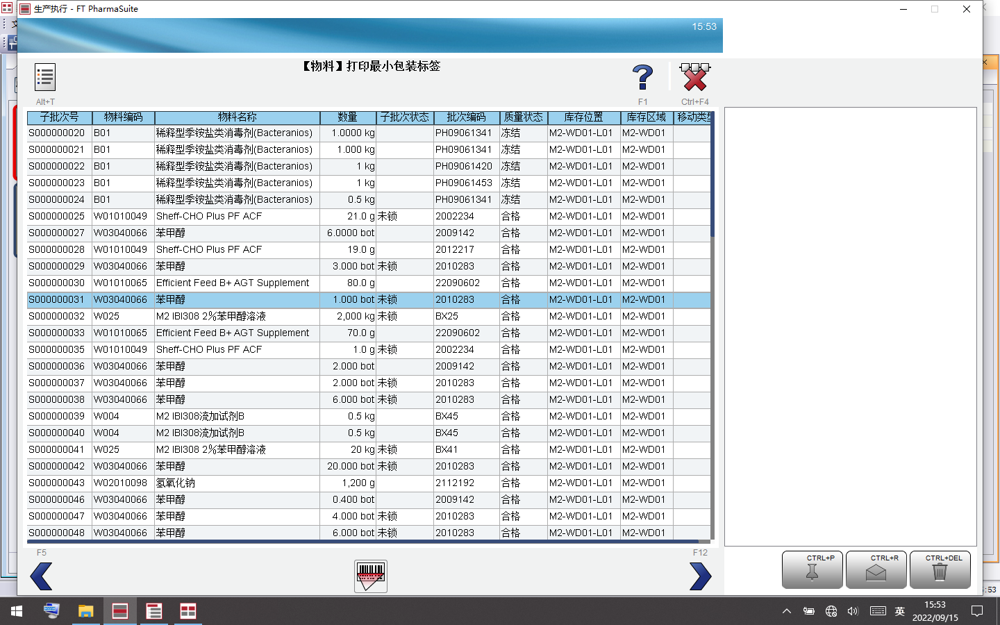 生产执行 - FT PharmaSuite
15:53
【物料】打印最小包装标签
Alt+T
F1
Ctrl+F4
子批次号 物料编码 物料名称 数量 子批次状态 批次编码 质量状态 库存位置 库存区域 移动类型
S000000020 B01 稀释型季铵盐类消毒剂(Bacteranios) 1.0000 kg PH09061341 冻结 M2-WD01-L01 M2-WD01
S000000021 B01 稀释型季铵盐类消毒剂(Bacteranios) 1.000 kg PH09061341 冻结 M2-WD01-L01 M2-WD01
S000000022 B01 稀释型季铵盐类消毒剂(Bacteranios) 1 kg PH09061420 冻结 M2-WD01-L01 M2-WD01
S000000023 B01 稀释型季铵盐类消毒剂(Bacteranios) 1 kg PH09061453 冻结 M2-WD01-L01 M2-WD01
S000000024 B01 稀释型季铵盐类消毒剂(Bacteranios) 0.5 kg PH09061341 冻结 M2-WD01-L01 M2-WD01
S000000025 W01010049 Sheff-CHO Plus PF ACF 21.0 g 未锁 2002234 合格 M2-WD01-L01 M2-WD01
S000000027 W03040066 苯甲醇 6.0000 bot 2009142 合格 M2-WD01-L01 M2-WD01
S000000028 W01010049 Sheff-CHO Plus PF ACF 19.0 g 2012217 合格 M2-WD01-L01 M2-WD01
S000000029 W03040066 苯甲醇 3.000 bot 未锁 2010283 合格 M2-WD01-L01 M2-WD01
S000000030 W01010065 Efficient Feed B+ AGT Supplement 80.0 g 22090602 合格 M2-WD01-L01 M2-WD01
S000000031 W03040066 苯甲醇 1.000 bot 未锁 2010283 合格 M2-WD01-L01 M2-WD01
S000000032 W025 M2 IBI308 2%苯甲醇溶液 2,000 kg 未锁 BX25 合格 M2-WD01-L01 M2-WD01
S000000033 W01010065 Efficient Feed B+ AGT Supplement 70.0 g 22090602 合格 M2-WD01-L01 M2-WD01
S000000035 W01010049 Sheff-CHO Plus PF ACF 1.0 g 未锁 2002234 合格 M2-WD01-L01 M2-WD01
S000000036 W03040066 苯甲醇 2.000 bot 2009142 合格 M2-WD01-L01 M2-WD01
S000000037 W03040066 苯甲醇 2.000 bot 未锁 2010283 合格 M2-WD01-L01 M2-WD01
S000000038 W03040066 苯甲醇 6.000 bot 未锁 2010283 合格 M2-WD01-L01 M2-WD01
S000000039 W004 M2 IBI308流加试剂B 0.5 kg BX45 合格 M2-WD01-L01 M2-WD01
S000000040 W004 M2 IBI308流加试剂B 0.5 kg BX45 合格 M2-WD01-L01 M2-WD01
S000000041 W025 M2 IBI308 2%苯甲醇溶液 20 kg 未锁 BX41 合格 M2-WD01-L01 M2-WD01
S000000042 W03040066 苯甲醇 20.000 bot 未锁 2010283 合格 M2-WD01-L01 M2-WD01
S000000043 W02010098 氢氧化钠 1,200 g 2112192 合格 M2-WD01-L01 M2-WD01
S000000046 W03040066 苯甲醇 0.400 bot 2009142 合格 M2-WD01-L01 M2-WD01
S000000047 W03040066 苯甲醇 4.000 bot 未锁 2010283 合格 M2-WD01-L01 M2-WD01
S000000048 W03040066 苯甲醇 6.000 bot 未锁 2010283 合格 M2-WD01-L01 M2-WD01
F5
F12
CTRL+P
CTRL+R
CTRL+DEL
:53
英
15:53
2022/09/15